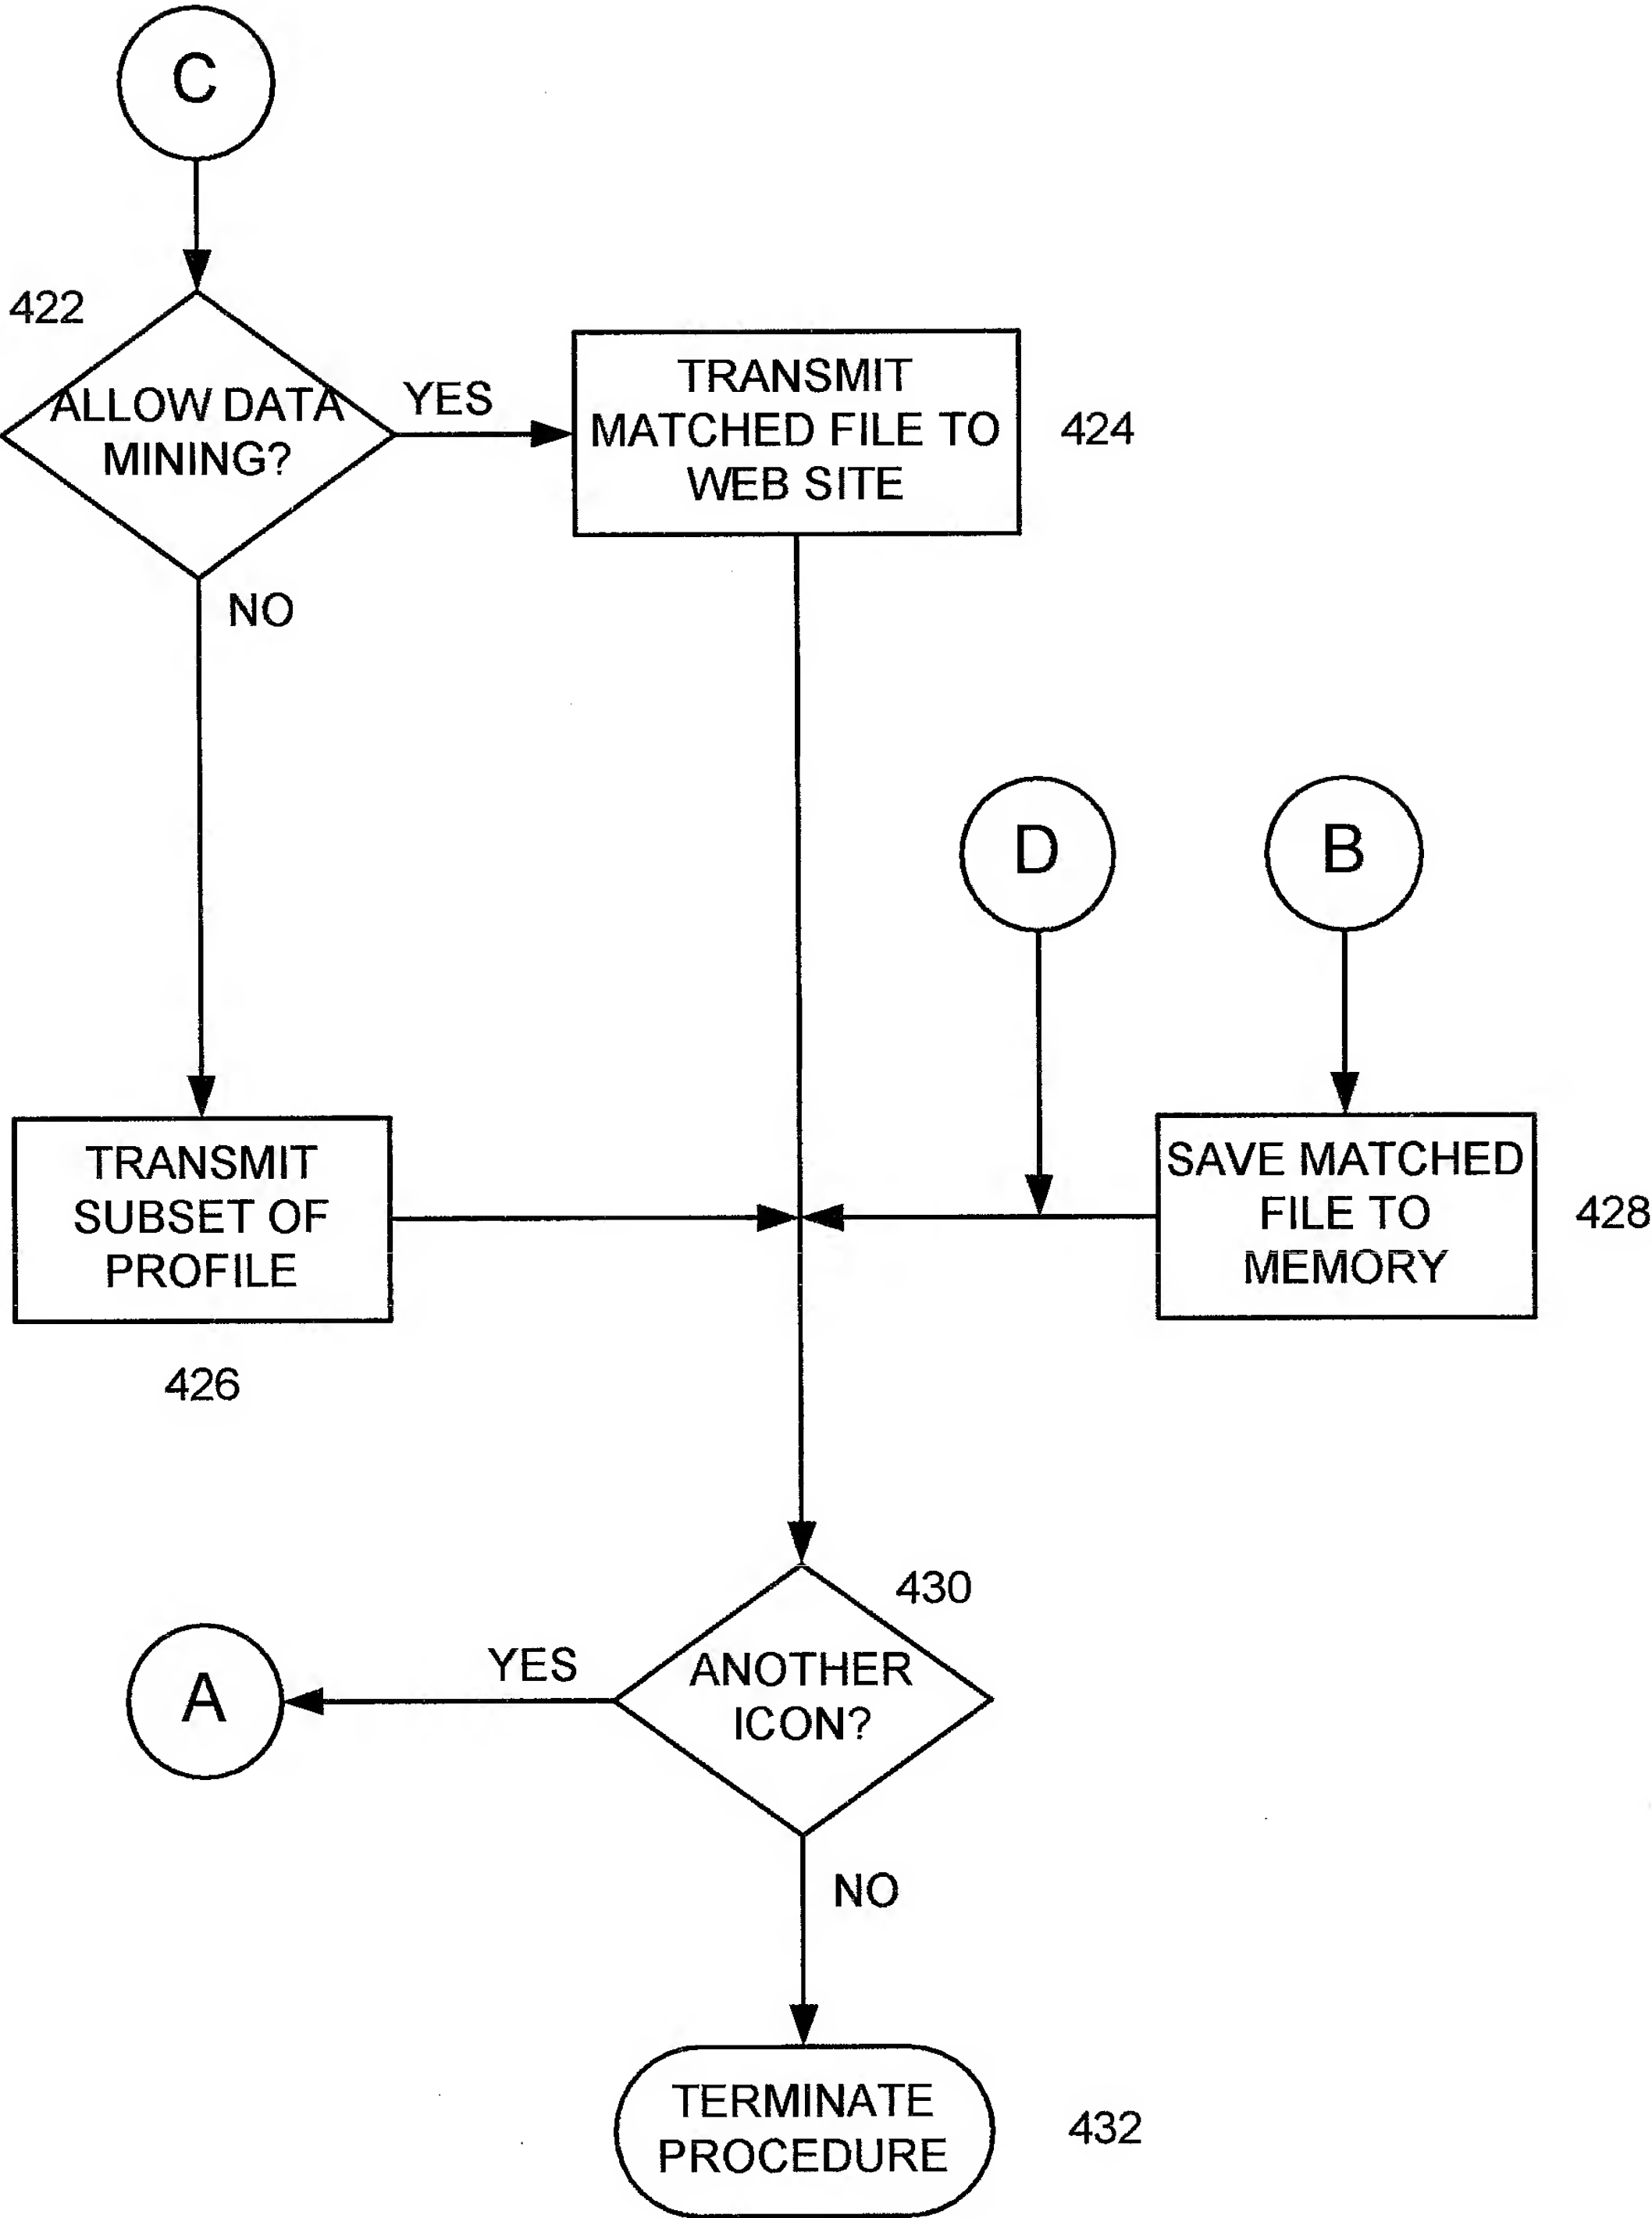 C
422
ALLOW DATA
MINING?
YES
TRANSMIT
MATCHED FILE TO
WEB SITE
424
NO
D
B
TRANSMIT
SUBSET OF
PROFILE
426
SAVE MATCHED
FILE TO
MEMORY
428
430
ANOTHER
ICON?
YES
A
NO
TERMINATE
PROCEDURE
432